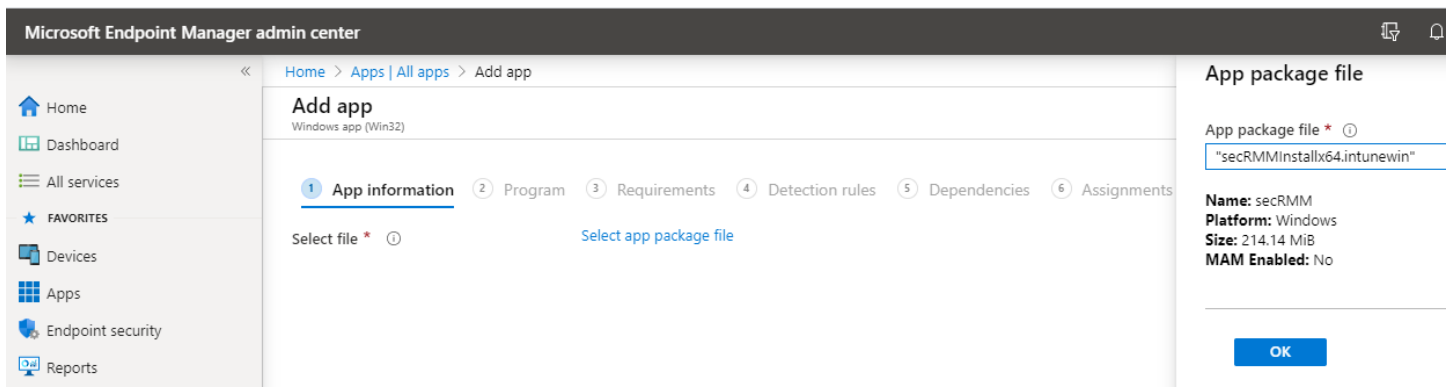 Microsoft Endpoint Manager admin center
«
Home
Dashboard
All services
FAVORITES
Devices
Apps
Endpoint security
Reports
Home > Apps | All apps > Add app
Add app
Windows app (Win32)
1 App information 2 Program 3 Requirements 4 Detection rules 5 Dependencies 6 Assignments
Select file * Select app package file
App package file
App package file *
"secRMMInstallx64.intunewin"
Name: secRMM
Platform: Windows
Size: 214.14 MiB
MAM Enabled: No
OK